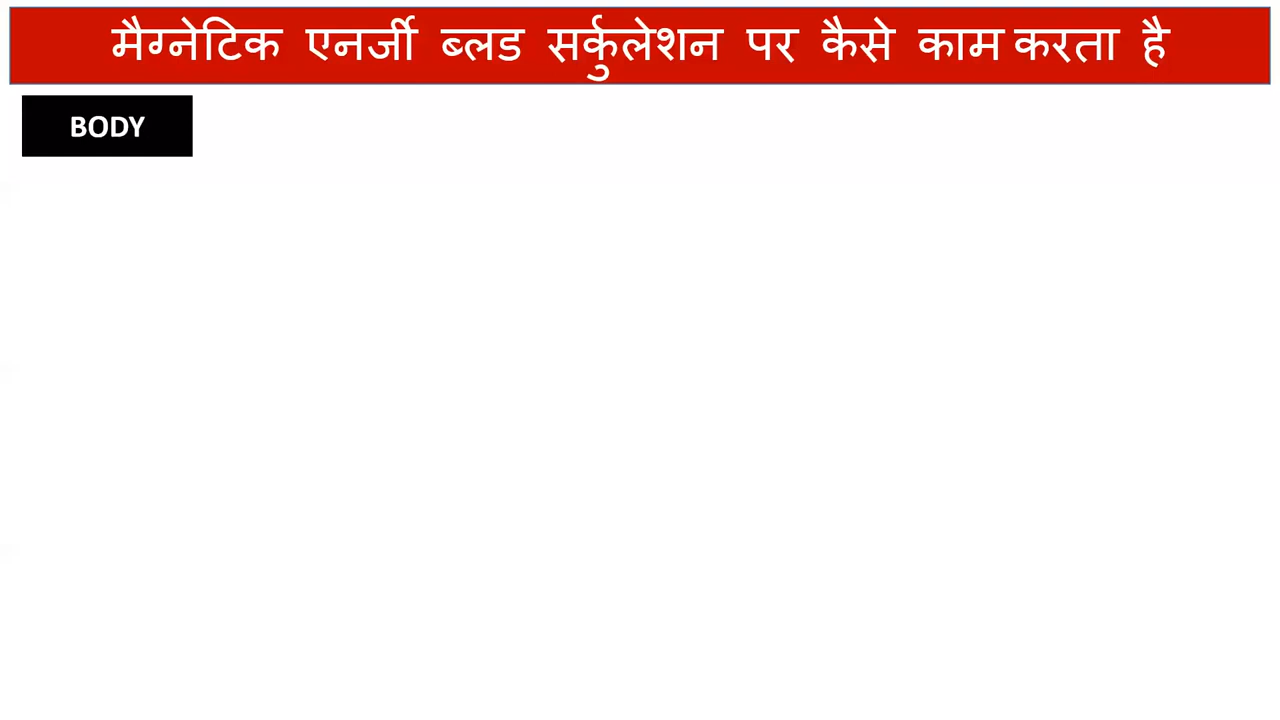 मैग्नेटिक एनर्जी ब्लड सर्कुलेशन पर कैसे काम करता है
BODY